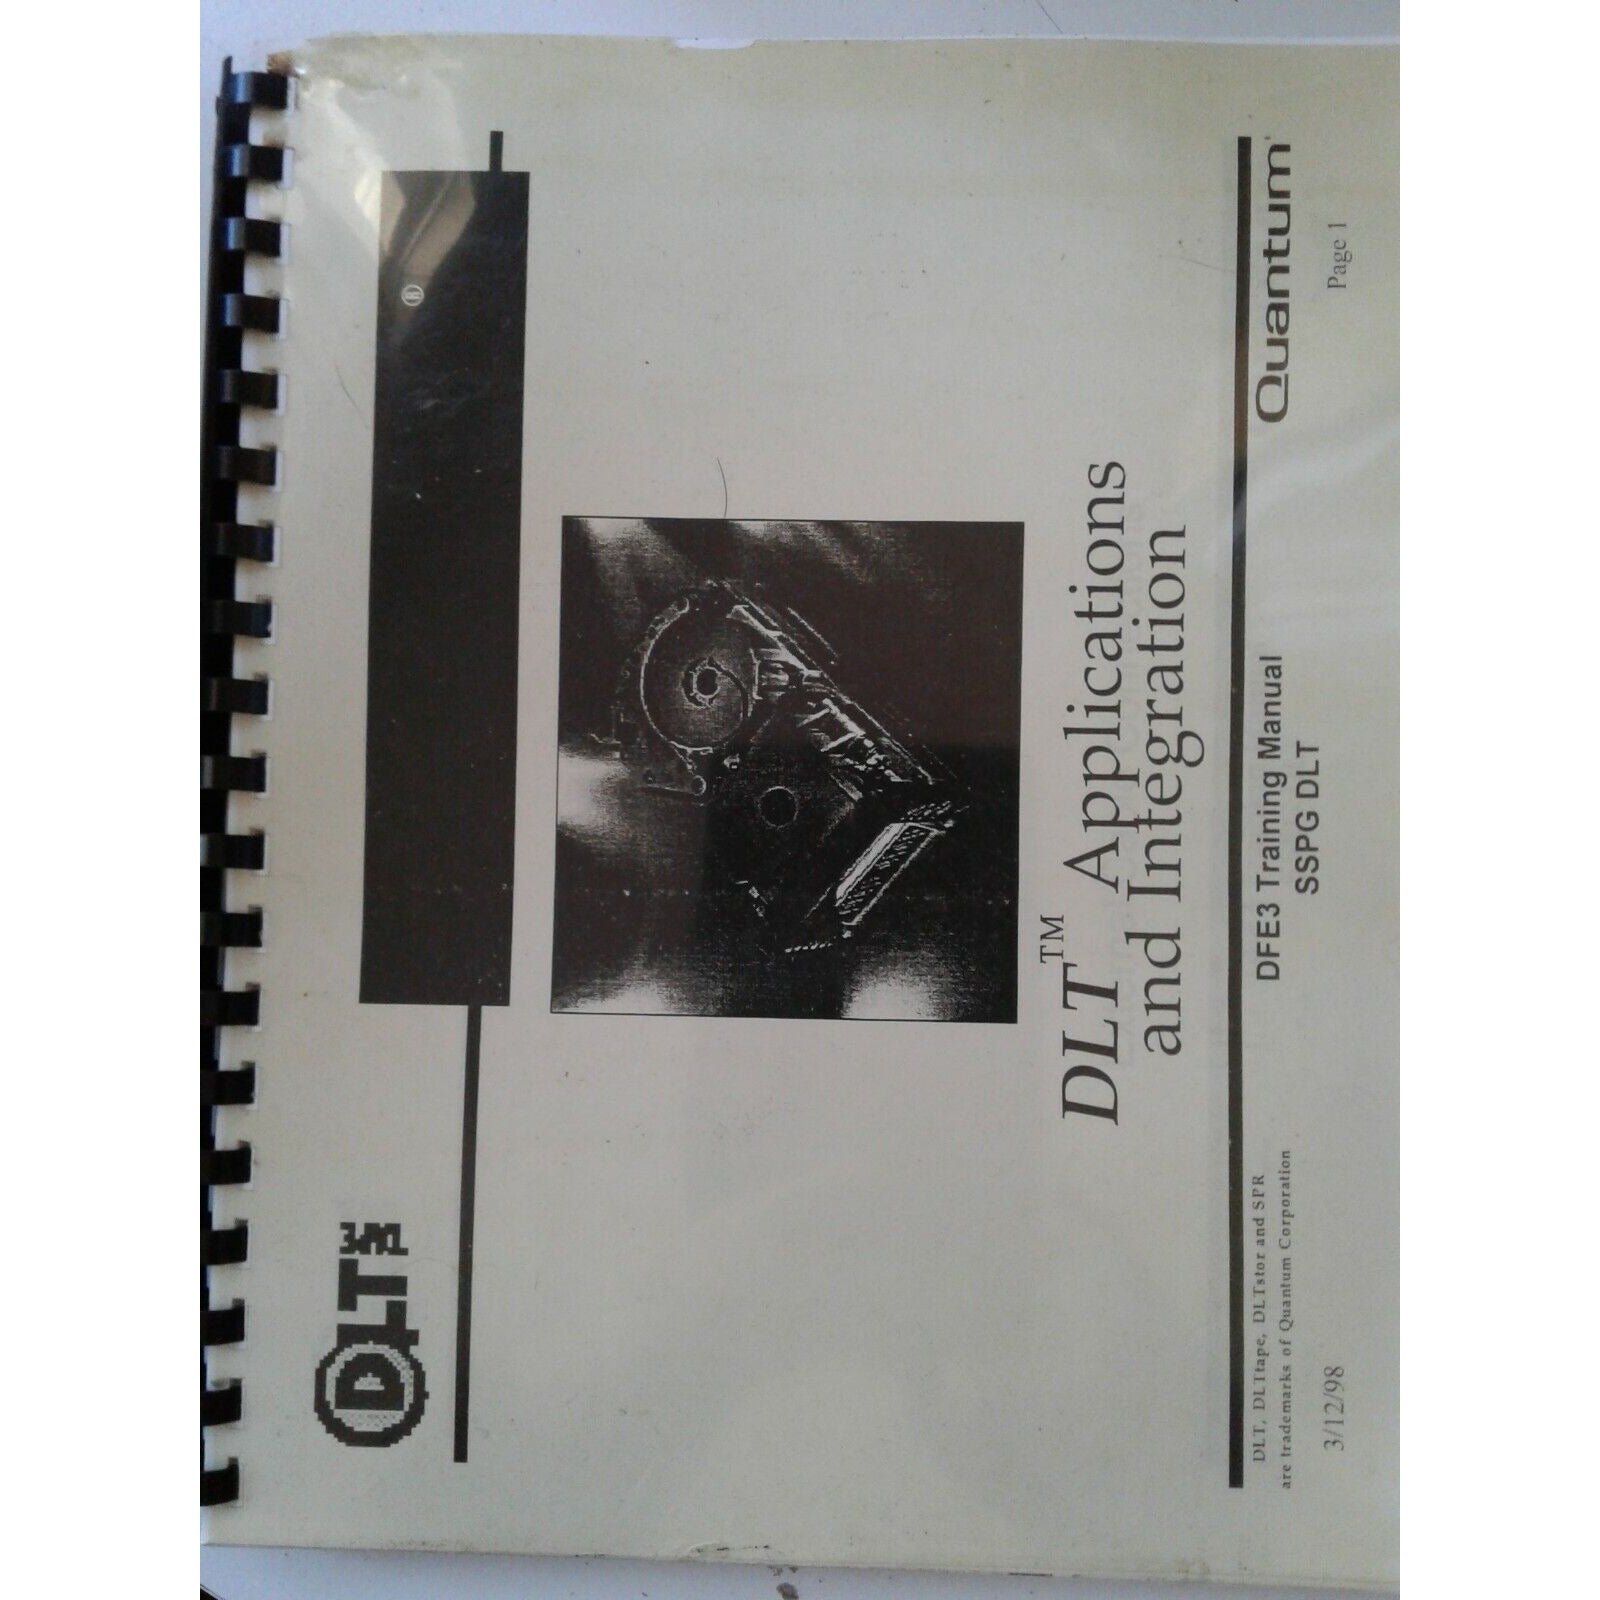 DLT
®
DLT™ Applications
and Integration
DLT, DLTtape, DLTstor and SPR
are trademarks of Quantum Corporation
DFE3 Training Manual
SSPG DLT
Quantum
3/12/98
Page 1